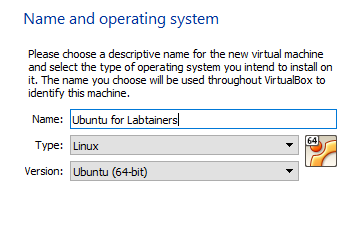 Name and operating system
Please choose a descriptive name for the new virtual machine
and select the type of operating system you intend to install on
it. The name you choose will be used throughout VirtualBox to
identify this machine.
Name: Ubuntu for Labtainers
Type: Linux
64
Version: Ubuntu (64-bit)